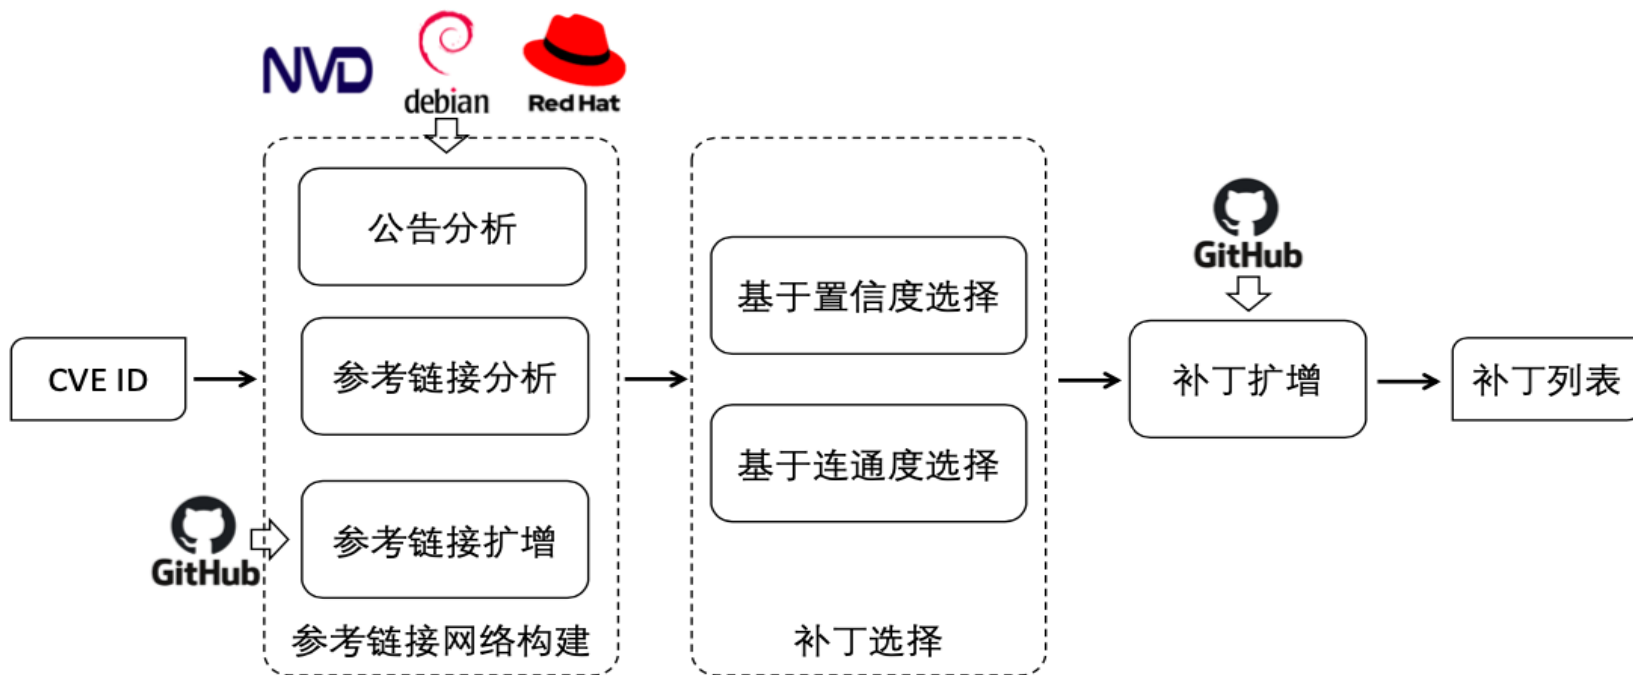 NVD
debian
Red Hat
公告分析
参考链接分析
参考链接扩增
参考链接网络构建
CVE ID
GitHub
基于置信度选择
基于连通度选择
补丁选择
GitHub
补丁扩增
补丁列表